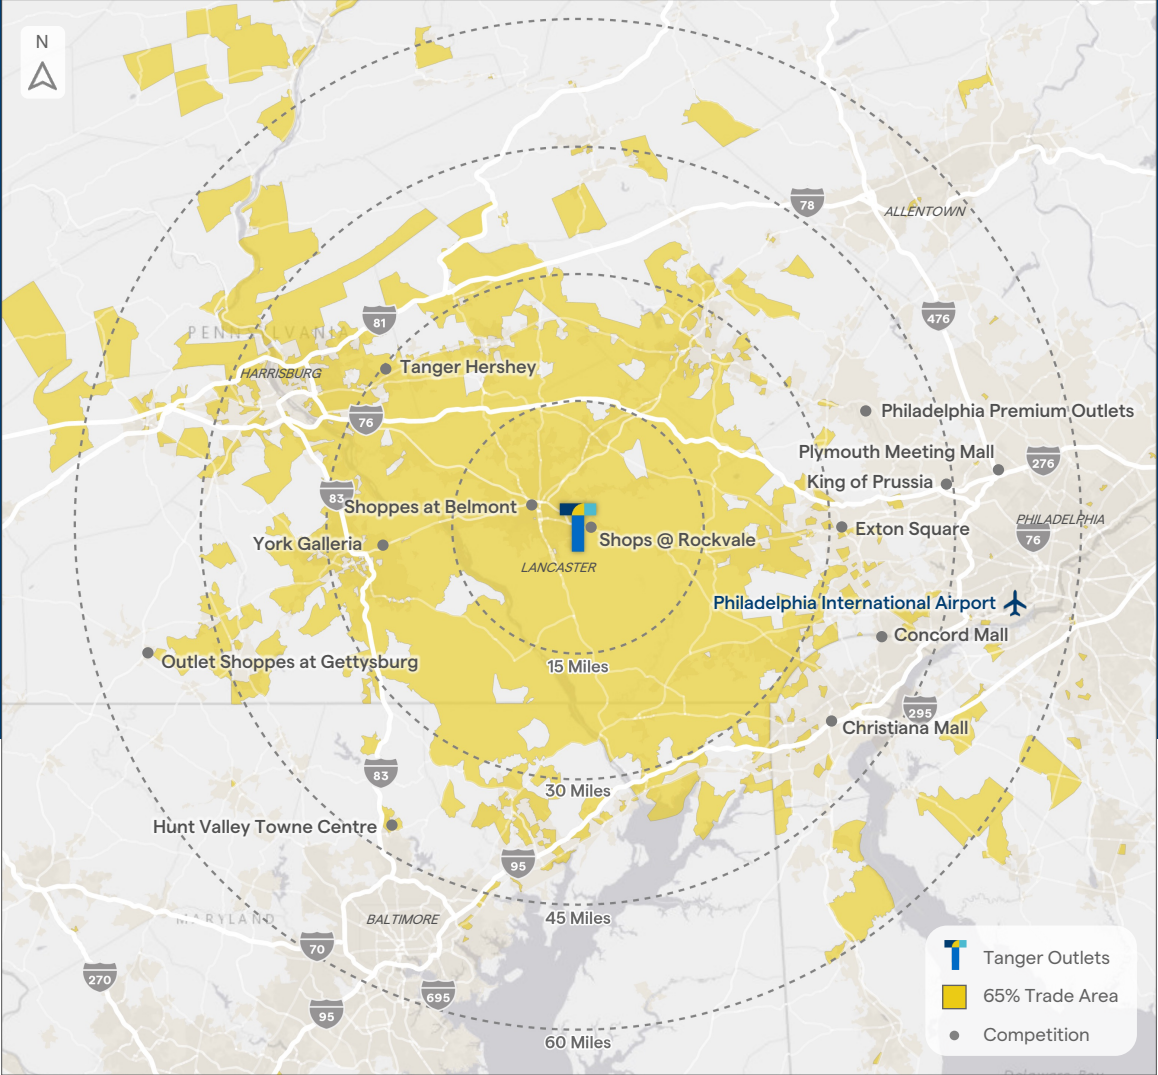 N
78
ALLENTOWN
476
81
PENNSYLVANIA
Tanger Hershey
HARRISBURG
76
Philadelphia Premium Outlets
Plymouth Meeting Mall
276
King of Prussia
83
Shoppes at Belmont
PHILADELPHIA
76
Exton Square
York Galleria
Shops @ Rockvale
LANCASTER
Philadelphia International Airport
Concord Mall
Outlet Shoppes at Gettysburg
15 Miles
295
Christiana Mall
83
30 Miles
Hunt Valley Towne Centre
95
MARYLAND
BALTIMORE
45 Miles
70
270
695
95
60 Miles
Tanger Outlets
65% Trade Area
Competition
Delaware Bay